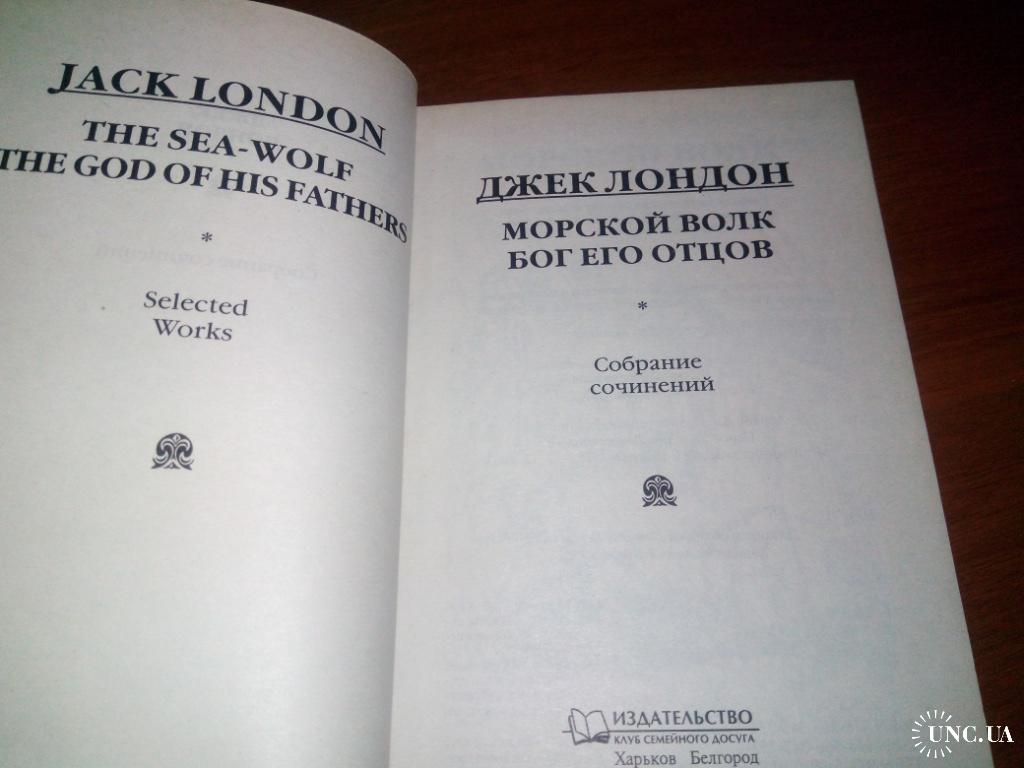 JACK LONDON
THE SEA-WOLF
THE GOD OF HIS FATHERS
*
Selected
Works
ДЖЕК ЛОНДОН
МОРСКОЙ ВОЛК
БОГ ЕГО ОТЦОВ
*
Собрание
сочинений
ИЗДАТЕЛЬСТВО
КЛУБ СЕМЕЙНОГО ДОСУГА
Харьков Белгород
UNC.UA